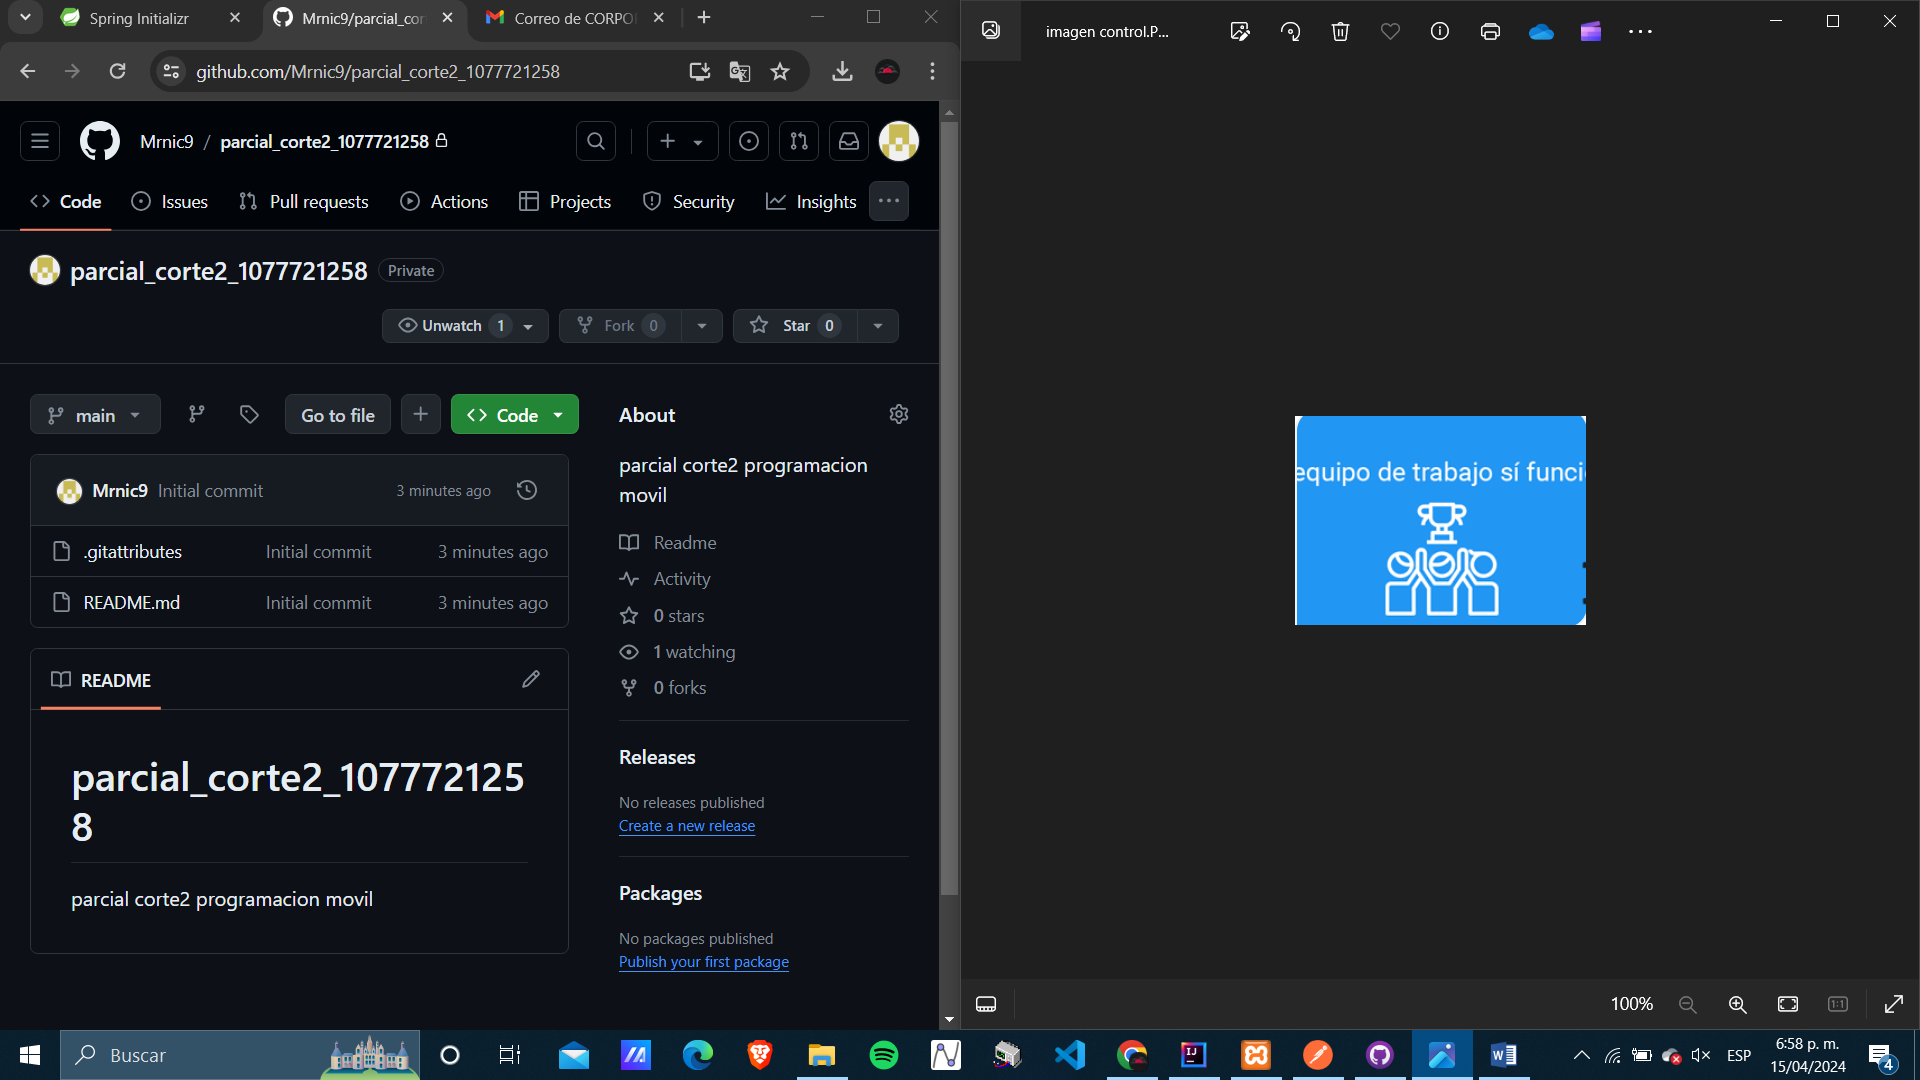 Spring Initializr
Mrnic9/parcial_cor
Correo de CORPO
github.com/Mrnic9/parcial_corte2_1077721258
Mrnic9 / parcial_corte2_1077721258
Code
Issues
Pull requests
Actions
Projects
Security
Insights
parcial_corte2_1077721258
Private
Unwatch 1
Fork 0
Star 0
main
Go to file
Code
Mrnic9 Initial commit
3 minutes ago
.gitattributes
Initial commit
3 minutes ago
README.md
Initial commit
3 minutes ago
README
parcial_corte2_107772125
8
parcial corte2 programacion movil
About
parcial corte2 programacion
movil
Readme
Activity
0 stars
1 watching
0 forks
Releases
No releases published
Create a new release
Packages
No packages published
Publish your first package
imagen control.P...
equipo de trabajo sí funci
100%
1:1
Buscar
ESP
6:58 p. m.
15/04/2024
4